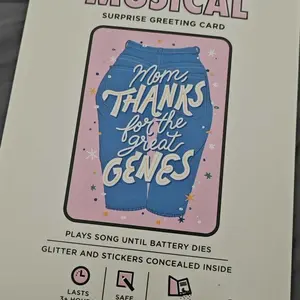 MUSICAL
SURPRISE GREETING CARD
Mom,
THANKS
for the
great
GENES
PLAYS SONG UNTIL BATTERY DIES
GLITTER AND STICKERS CONCEALED INSIDE
LASTS
SAFE